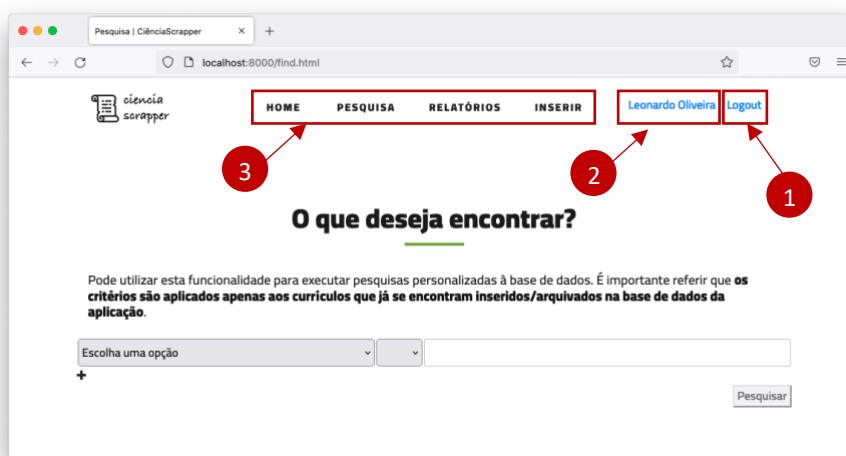 Pesquisa | CiênciaScrapper
localhost:8000/find.html
ciencia
scrapper
HOME PESQUISA RELATÓRIOS INSERIR Leonardo Oliveira Logout
3
2
1
O que deseja encontrar?
Pode utilizar esta funcionalidade para executar pesquisas personalizadas à base de dados. É importante referir que os
critérios são aplicados apenas aos currículos que já se encontram inseridos/arquivados na base de dados da
aplicação.
Escolha uma opção
Pesquisar